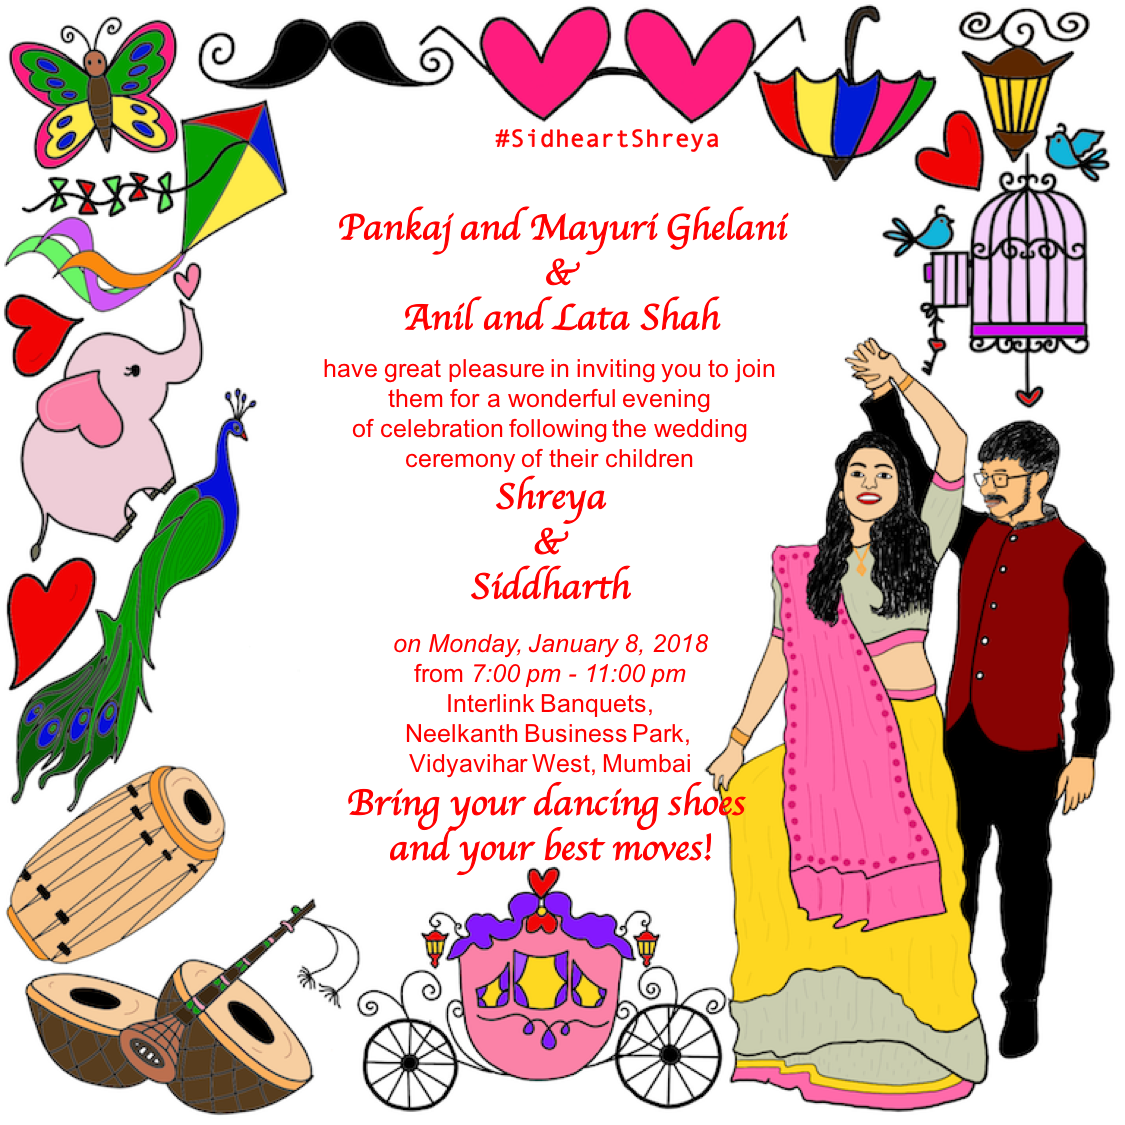 #SidheartShreya
Pankaj and Mayuri Ghelani
&
Anil and Lata Shah
have great pleasure in inviting you to join
them for a wonderful evening
of celebration following the wedding
ceremony of their children
Shreya
&
Siddharth
on Monday, January 8, 2018
from 7:00 pm - 11:00 pm
Interlink Banquets,
Neelkanth Business Park,
Vidyavihar West, Mumbai
Bring your dancing shoes
and your best moves!